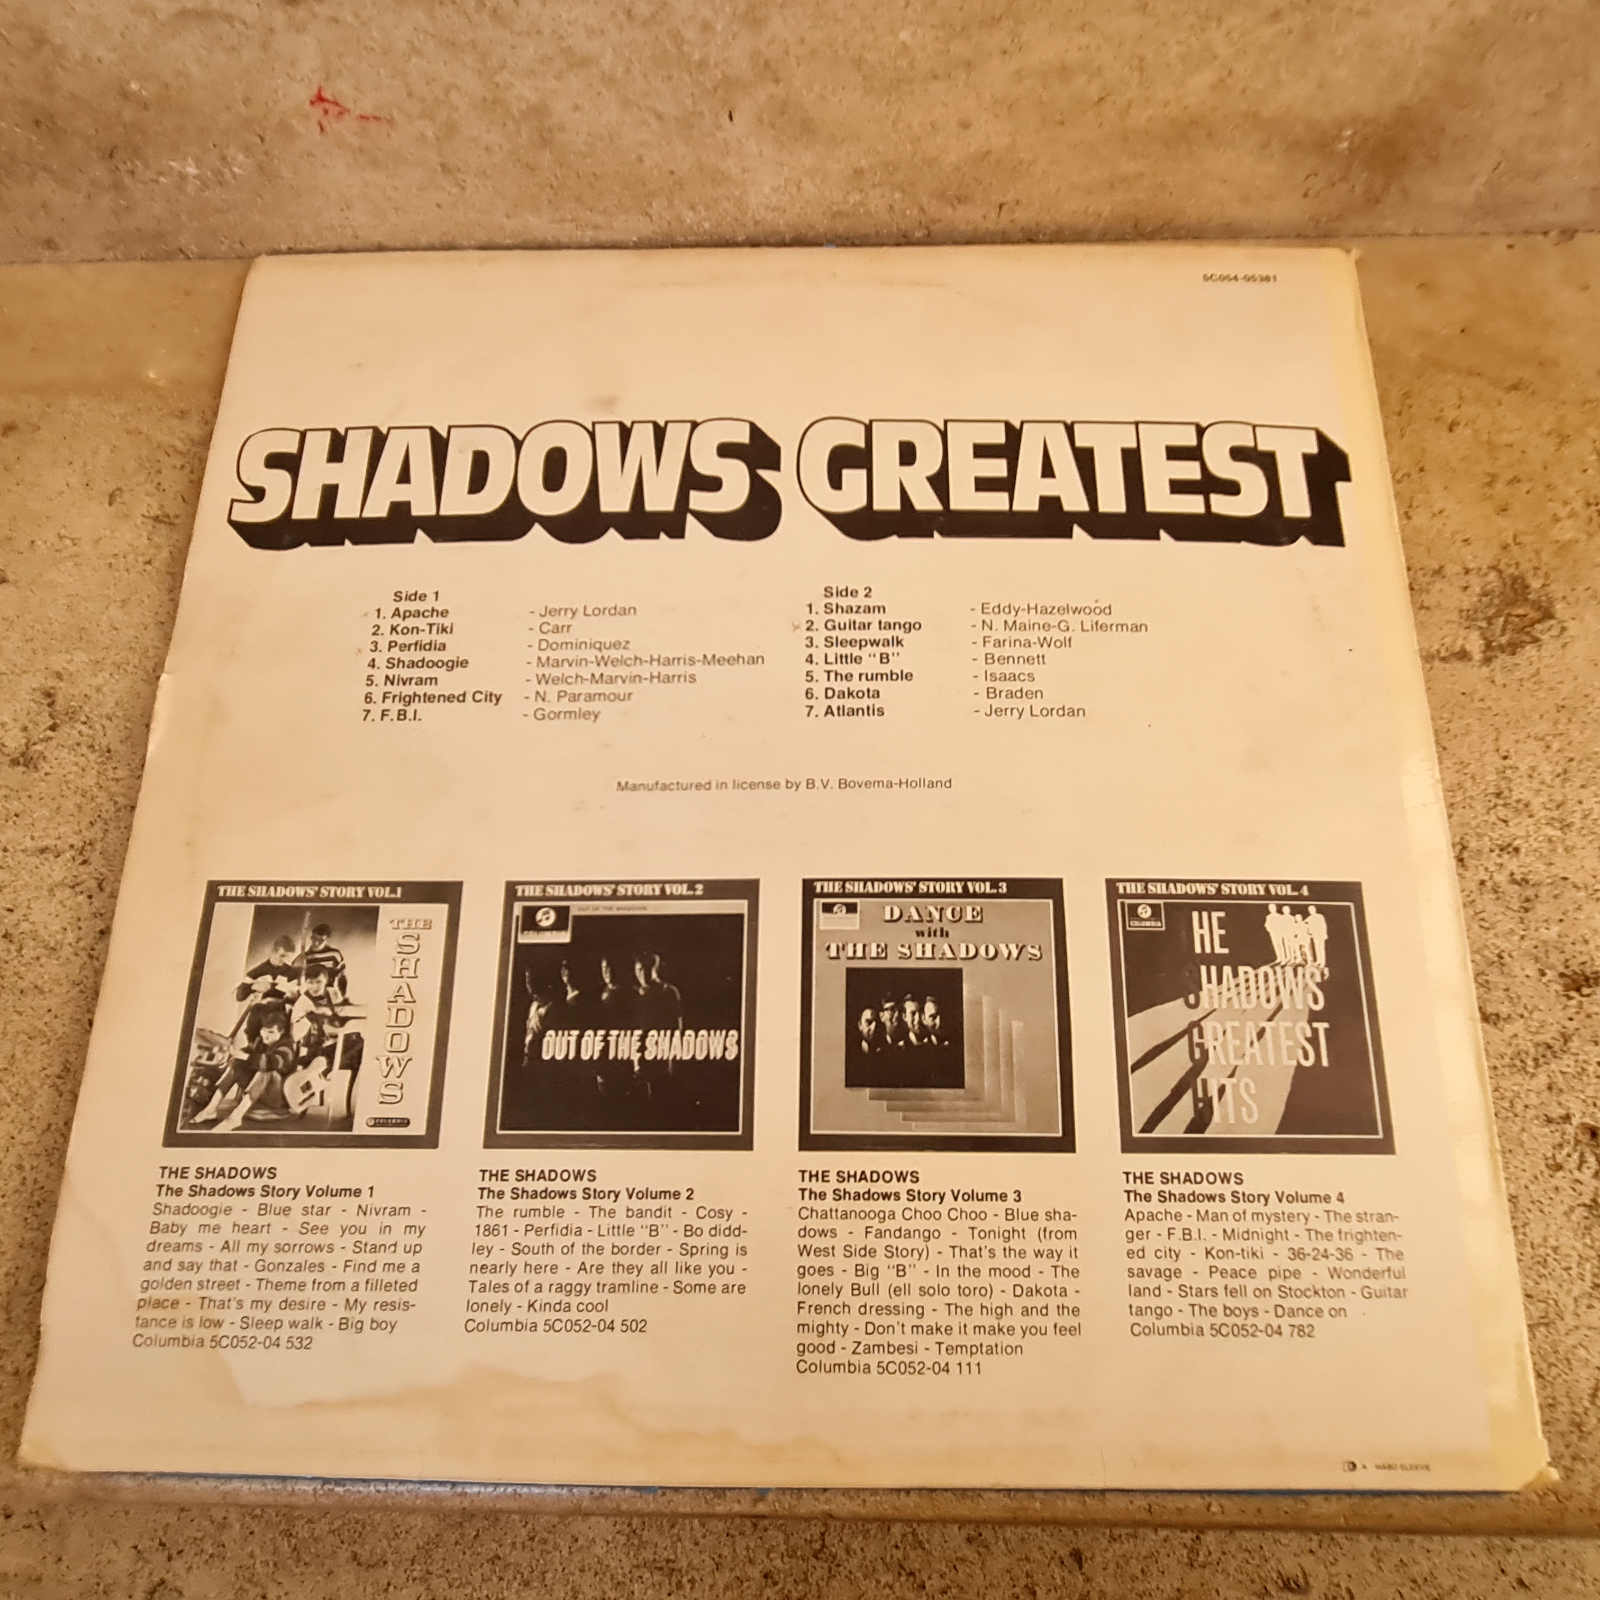 5C054-05381
SHADOWS GREATEST
Side 1
1. Apache - Jerry Lordan
2. Kon-Tiki - Carr
3. Perfidia - Dominiquez
4. Shadoogie - Marvin-Welch-Harris-Meehan
5. Nivram - Welch-Marvin-Harris
6. Frightened City - N. Paramour
7. F.B.I. - Gormley
Side 2
1. Shazam - Eddy-Hazelwood
2. Guitar tango - N. Maine-G. Liferman
3. Sleepwalk - Farina-Wolf
4. Little "B" - Bennett
5. The rumble - Isaacs
6. Dakota - Braden
7. Atlantis - Jerry Lordan
Manufactured in license by B.V. Bovema-Holland
THE SHADOWS' STORY VOL.1
THE
SHADOWS
COLUMBIA
THE SHADOWS
The Shadows Story Volume 1
Shadoogie - Blue star - Nivram -
Baby me heart - See you in my
dreams - All my sorrows - Stand up
and say that - Gonzales - Find me a
golden street - Theme from a filleted
place - That's my desire - My resis-
tance is low - Sleep walk - Big boy
Columbia 5C052-04 532
THE SHADOWS' STORY VOL.2
OUT OF THE SHADOWS
OUT OF THE SHADOWS
THE SHADOWS
The Shadows Story Volume 2
The rumble - The bandit - Cosy -
1861 - Perfidia - Little "B" - Bo didd-
ley - South of the border - Spring is
nearly here - Are they all like you -
Tales of a raggy tramline - Some are
lonely - Kinda cool
Columbia 5C052-04 502
THE SHADOWS' STORY VOL.3
DANCE
with
THE SHADOWS
THE SHADOWS
The Shadows Story Volume 3
Chattanooga Choo Choo - Blue sha-
dows - Fandango - Tonight (from
West Side Story) - That's the way it
goes - Big "B" - In the mood - The
lonely Bull (ell solo toro) - Dakota -
French dressing - The high and the
mighty - Don't make it make you feel
good - Zambesi - Temptation
Columbia 5C052-04 111
THE SHADOWS' STORY VOL.4
COLUMBIA
HE
SHADOWS'
GREATEST
HITS
THE SHADOWS
The Shadows Story Volume 4
Apache - Man of mystery - The stran-
ger - F.B.I. - Midnight - The frighten-
ed city - Kon-tiki - 36-24-36 - The
savage - Peace pipe - Wonderful
land - Stars fell on Stockton - Guitar
tango - The boys - Dance on
Columbia 5C052-04 782